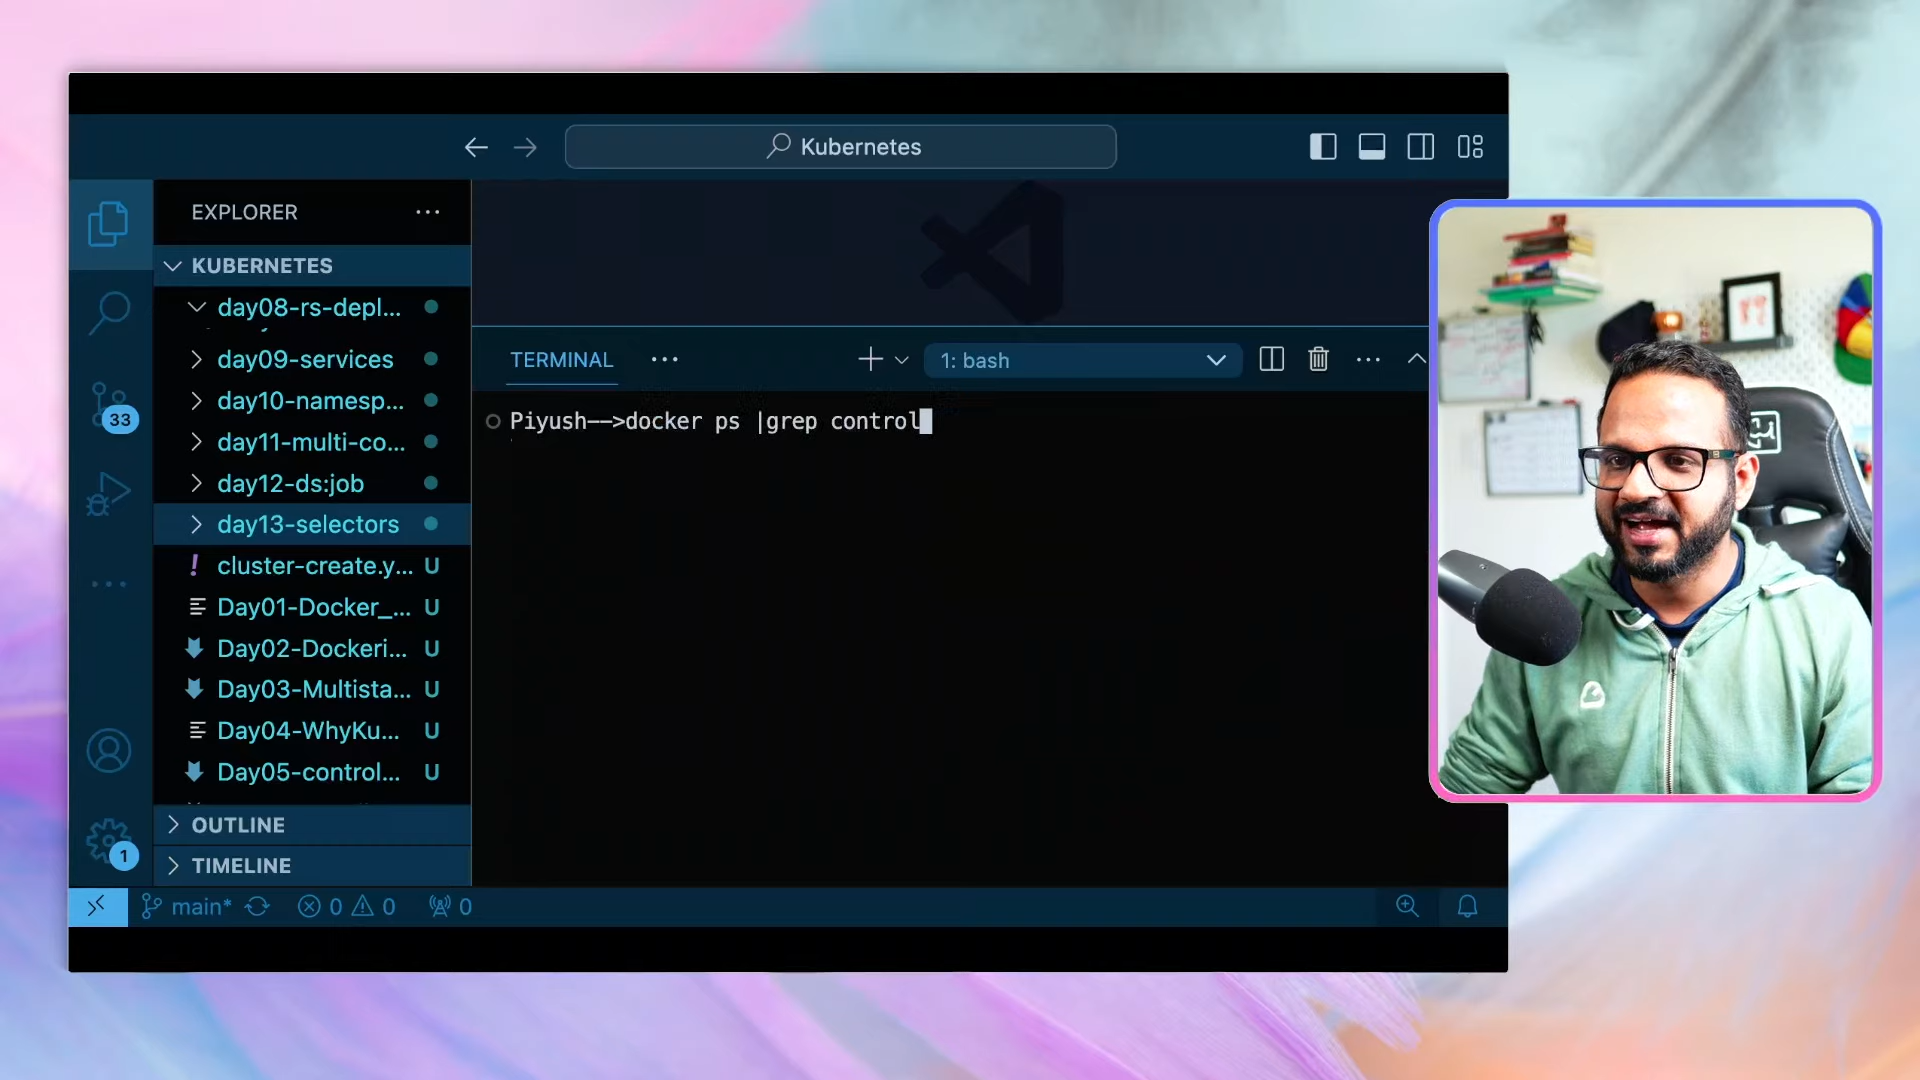 Kubernetes
EXPLORER
KUBERNETES
day08-rs-depl...
day09-services
day10-namesp...
day11-multi-co...
day12-ds:job
day13-selectors
cluster-create.y... U
Day01-Docker_... U
Day02-Dockeri... U
Day03-Multista... U
Day04-WhyKu... U
Day05-control... U
OUTLINE
TIMELINE
33
1
TERMINAL
1: bash
Piyush-->docker ps |grep control
main* 0 0 0